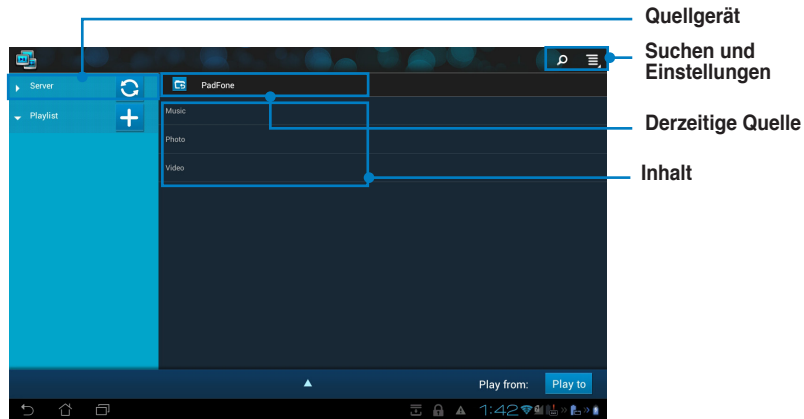 Quellgerät
Suchen und
Einstellungen
Server
PadFone
Playlist
Music
Derzeitige Quelle
Photo
Video
Inhalt
Play from:
Play to
1:42